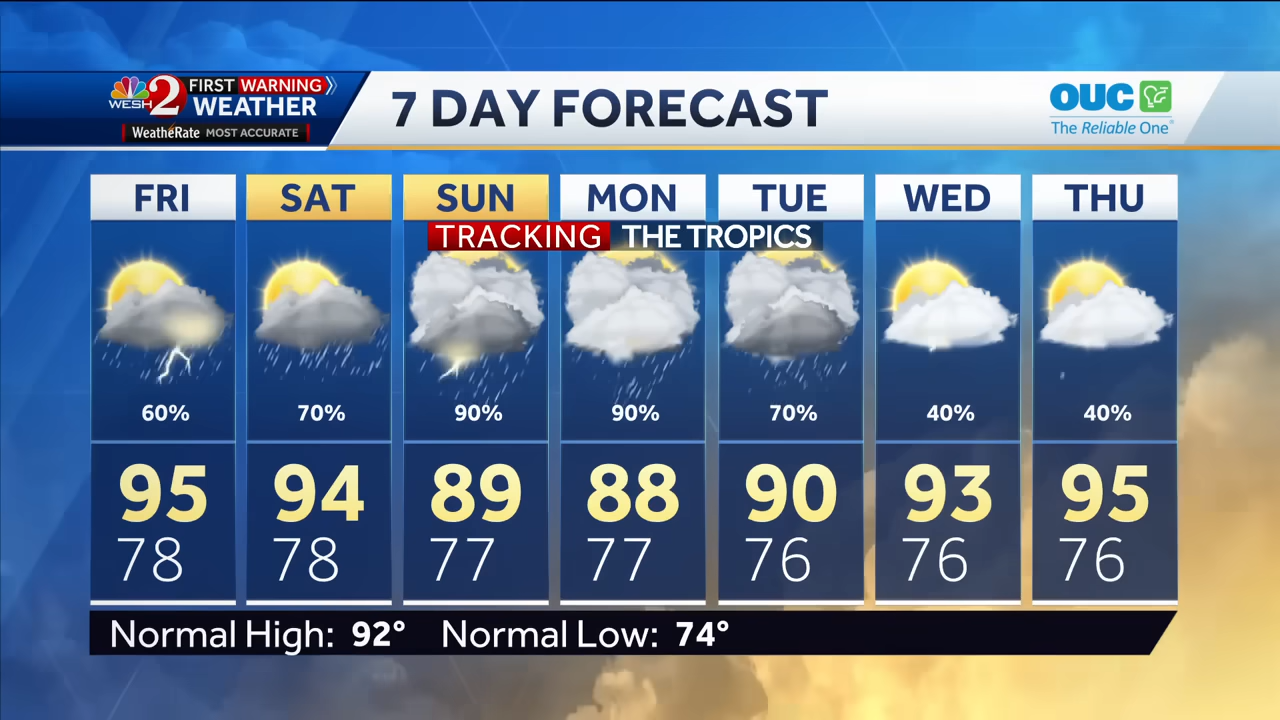 WESH 2 FIRST WARNING
WEATHER
WeatheRate MOST ACCURATE
7 DAY FORECAST
OUC
The Reliable One®
FRI SAT SUN MON TUE WED THU
TRACKING THE TROPICS
60% 70% 90% 90% 70% 40% 40%
95 94 89 88 90 93 95
78 78 77 77 76 76 76
Normal High: 92° Normal Low: 74°